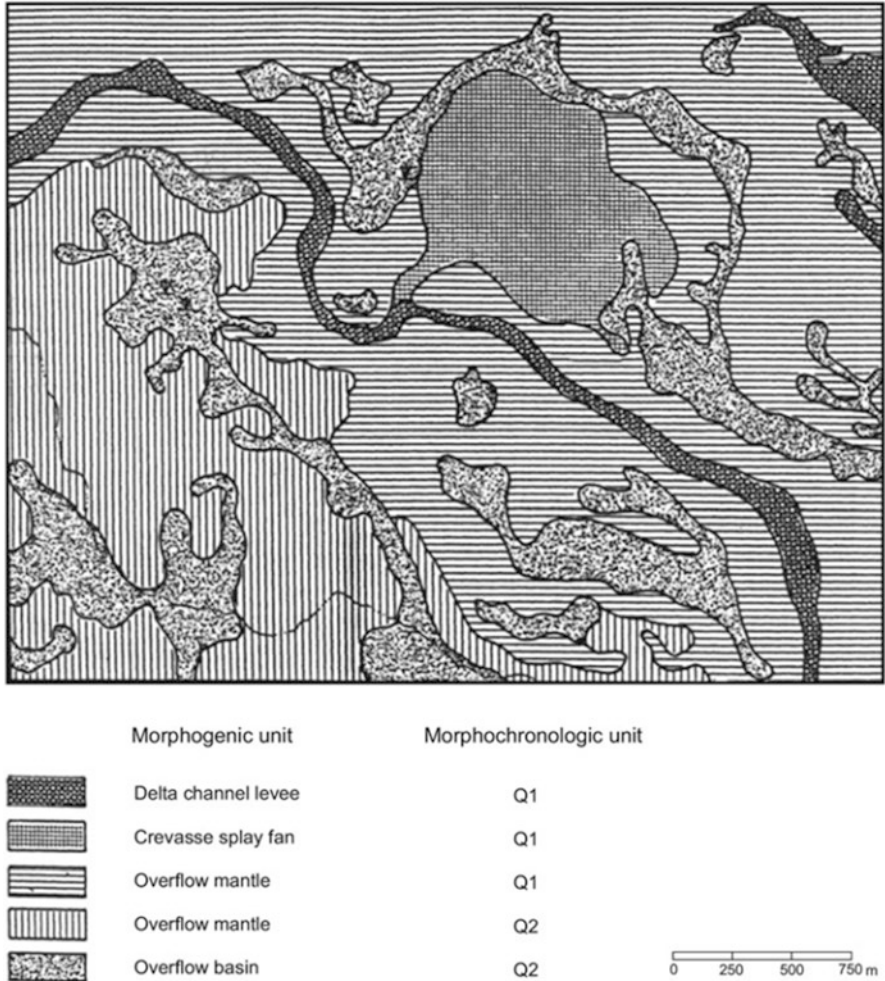 Morphogenic unit Morphochronologic unit
Delta channel levee Q1
Crevasse splay fan Q1
Overflow mantle Q1
Overflow mantle Q2
Overflow basin Q2
0 250 500 750 m